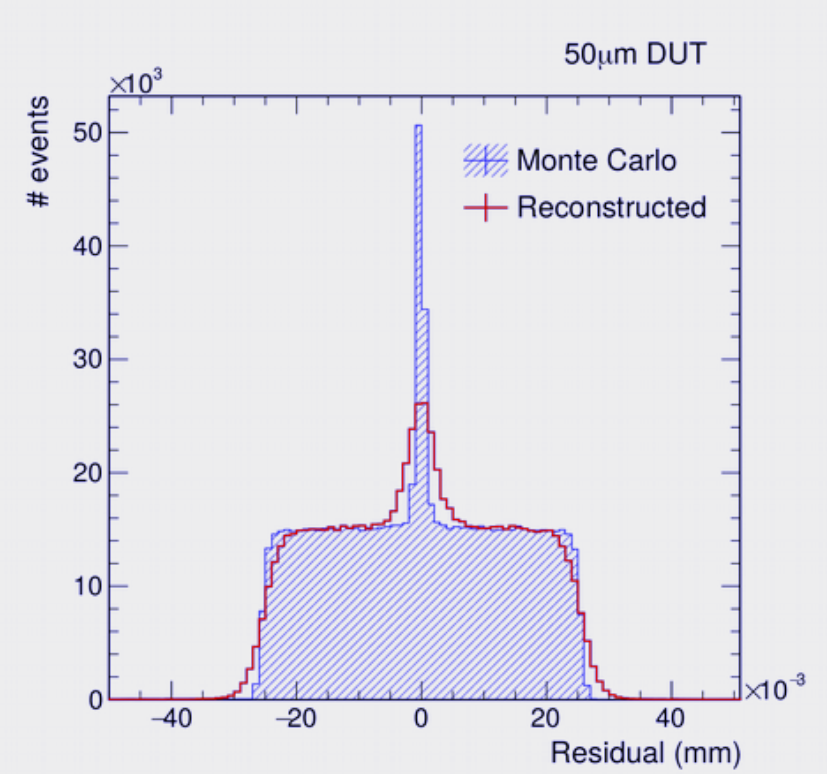 50μm DUT
×10³
# events
50
40
30
20
10
0
Monte Carlo
Reconstructed
−40
−20
0
20
40
×10⁻³
Residual (mm)